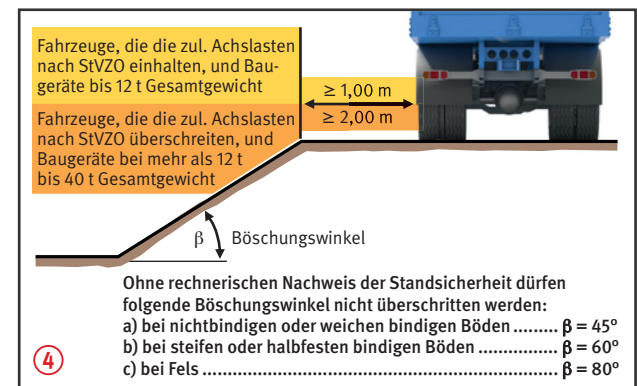 Fahrzeuge, die die zul. Achslasten
nach StVZO einhalten, und Bau-
geräte bis 12 t Gesamtgewicht
≥ 1,00 m
≥ 2,00 m
Fahrzeuge, die die zul. Achslasten
nach StVZO überschreiten, und
Baugeräte bei mehr als 12 t
bis 40 t Gesamtgewicht
β Böschungswinkel
Ohne rechnerischen Nachweis der Standsicherheit dürfen
folgende Böschungswinkel nicht überschritten werden:
a) bei nichtbindigen oder weichen bindigen Böden ......... β = 45°
b) bei steifen oder halbfesten bindigen Böden ............... β = 60°
c) bei Fels ................................................................ β = 80°
4